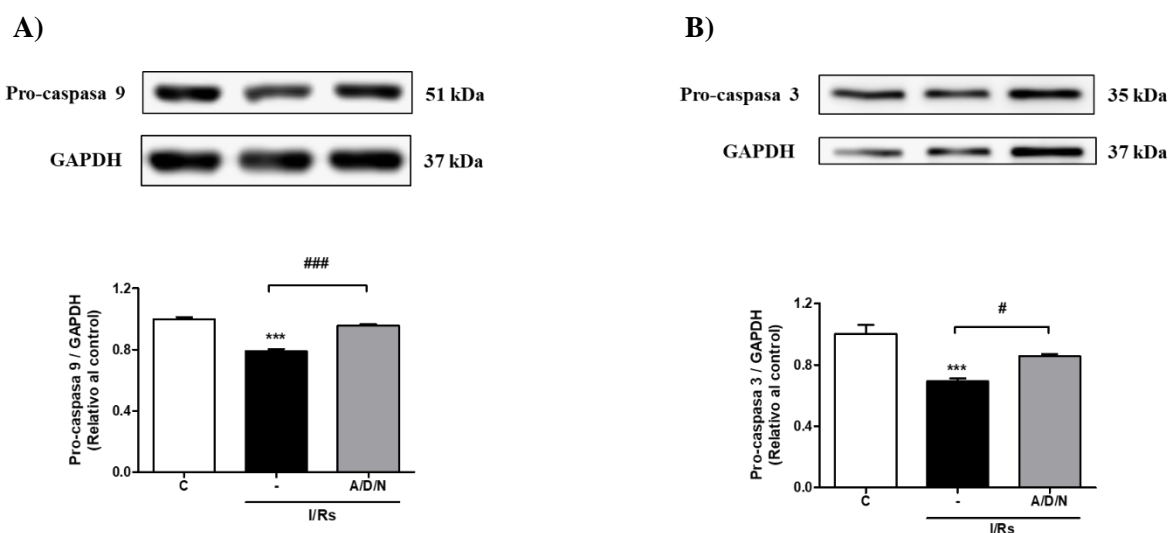 A)
Pro-caspasa 9
51 kDa
GAPDH
37 kDa
###
***
1.2
0.8
0.4
0.0
Pro-caspasa 9 / GAPDH
(Relativo al control)
C
-
A/D/N
I/Rs
B)
Pro-caspasa 3
35 kDa
GAPDH
37 kDa
#
***
1.2
0.8
0.4
0.0
Pro-caspasa 3 / GAPDH
(Relativo al control)
C
-
A/D/N
I/Rs